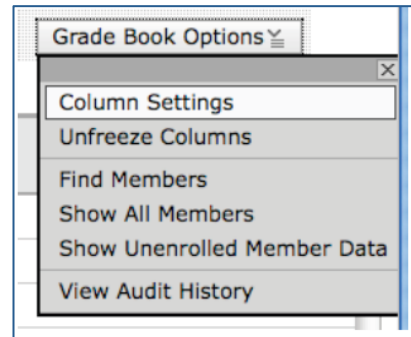 Grade Book Options
Column Settings
Unfreeze Columns
Find Members
Show All Members
Show Unenrolled Member Data
View Audit History